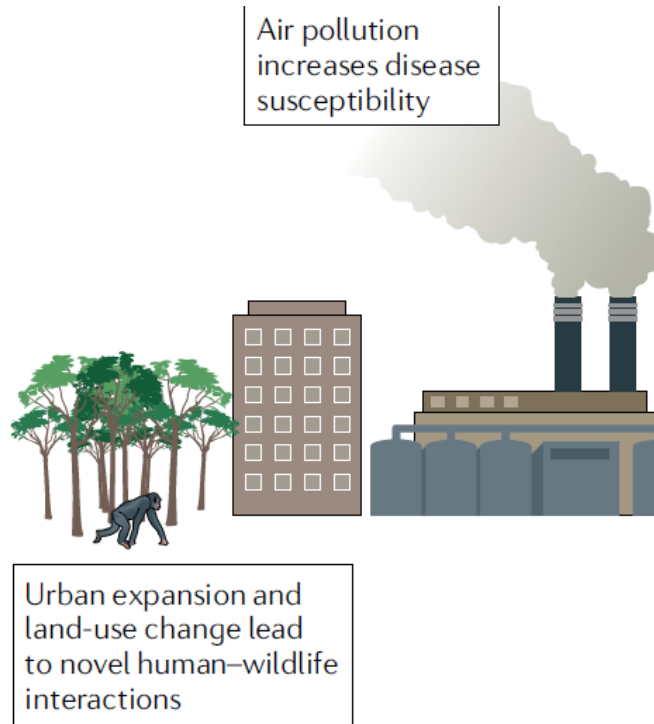 Air pollution
increases disease
susceptibility
Urban expansion and
land-use change lead
to novel human–wildlife
interactions